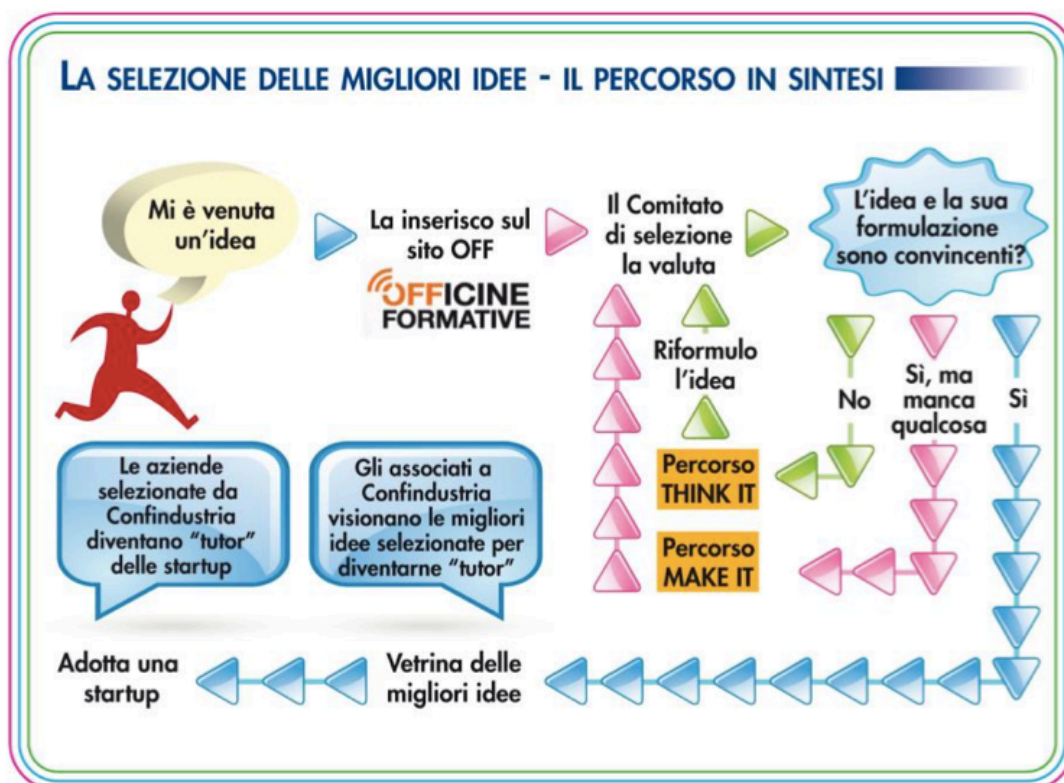 LA SELEZIONE DELLE MIGLIORI IDEE - IL PERCORSO IN SINTESI
Mi è venuta
un'idea
La inserisco sul
sito OFF
OFFICINE
FORMATIVE
Il Comitato
di selezione
la valuta
L'idea e la sua
formulazione
sono convincenti?
Riformulo
l'idea
No
Sì, ma
manca
qualcosa
Sì
Percorso
THINK IT
Percorso
MAKE IT
Le aziende
selezionate da
Confindustria
diventano "tutor"
delle startup
Gli associati a
Confindustria
visionano le migliori
idee selezionate per
diventarne "tutor"
Adotta una
startup
Vetrina delle
migliori idee